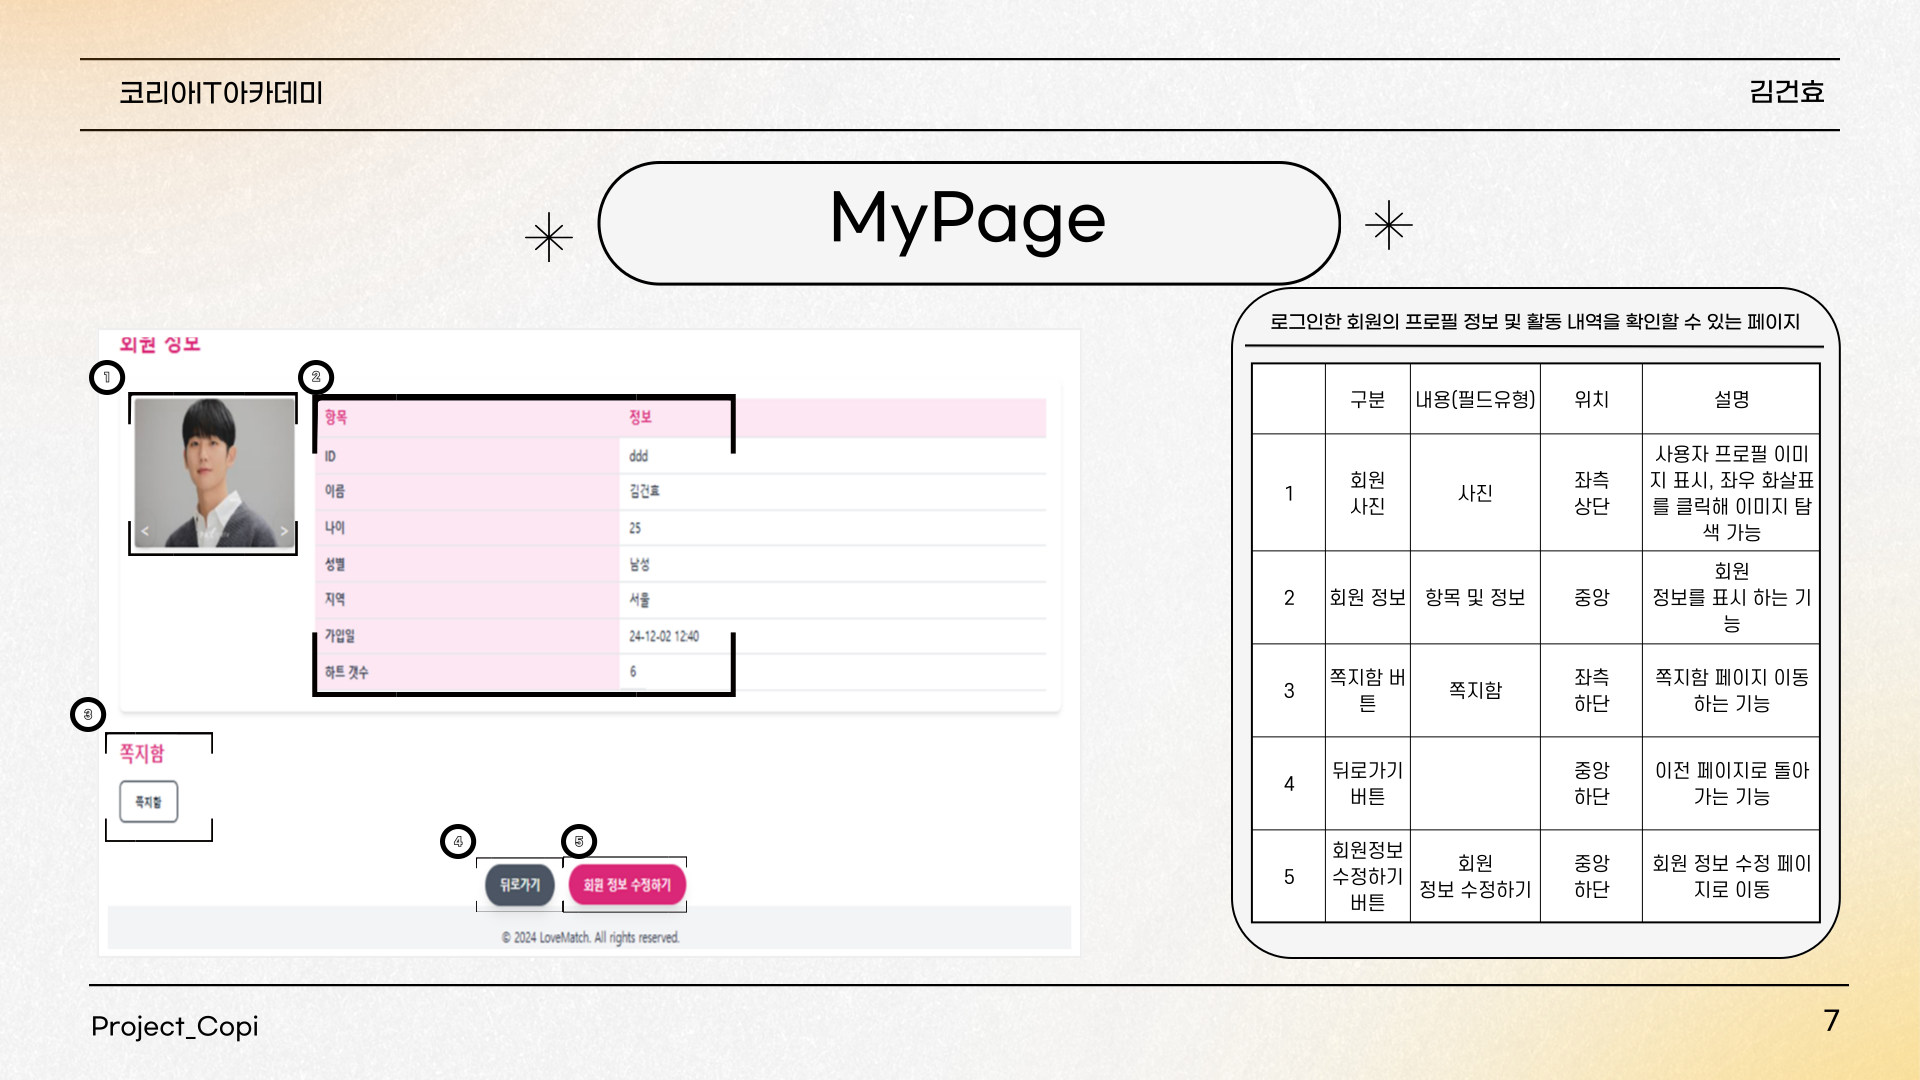 코리아IT아카데미
김건효
MyPage
로그인한 회원의 프로필 정보 및 활동 내역을 확인할 수 있는 페이지
회원 정보
1
2
항목 정보
ID ddd
이름 김건효
나이 25
성별 남성
지역 서울
가입일 24-12-02 12:40
하트 갯수 6
<
>
3
쪽지함
쪽지함
4
5
뒤로가기
회원 정보 수정하기
© 2024 LoveMatch. All rights reserved.
구분 내용(필드유형) 위치 설명
1
회원
사진
사진
좌측
상단
사용자 프로필 이미
지 표시, 좌우 화살표
를 클릭해 이미지 탐
색 가능
2
회원 정보
항목 및 정보
중앙
회원
정보를 표시 하는 기
능
3
쪽지함 버
튼
쪽지함
좌측
하단
쪽지함 페이지 이동
하는 기능
4
뒤로가기
버튼
중앙
하단
이전 페이지로 돌아
가는 기능
5
회원정보
수정하기
버튼
회원
정보 수정하기
중앙
하단
회원 정보 수정 페이
지로 이동
Project_Copi
7